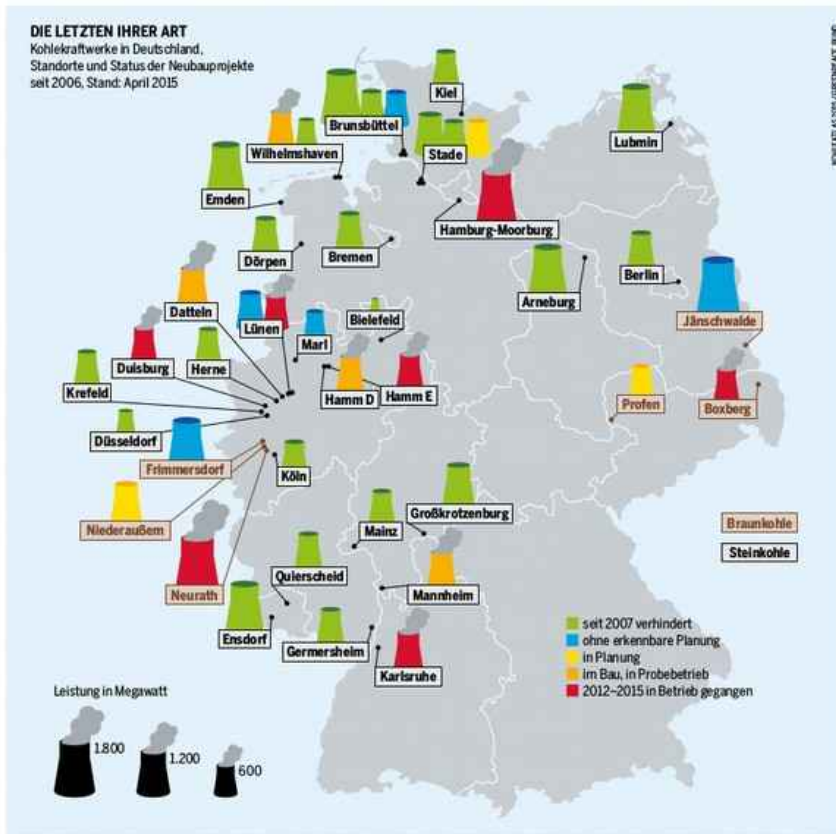 DIE LETZTEN IHRER ART
Kohlekraftwerke in Deutschland,
Standorte und Status der Neubauprojekte
seit 2006, Stand: April 2015
Kiel
Brunsbüttel
Lubmin
Wilhelmshaven
Stade
Emden
Hamburg-Moorburg
Dörpen
Bremen
Berlin
Arneburg
Datteln
Bielefeld
Jänschwalde
Lünen
Marl
Duisburg
Herne
Krefeld
Hamm D
Hamm E
Profen
Boxberg
Düsseldorf
Frimmersdorf
Köln
Großkrotzenburg
Niederaußem
Mainz
Braunkohle
Steinkohle
Quierscheid
Neurath
Mannheim
Ensdorf
Germersheim
Karlsruhe
seit 2007 verhindert
ohne erkennbare Planung
in Planung
im Bau, in Probebetrieb
2012–2015 in Betrieb gegangen
Leistung in Megawatt
1.800
1.200
600